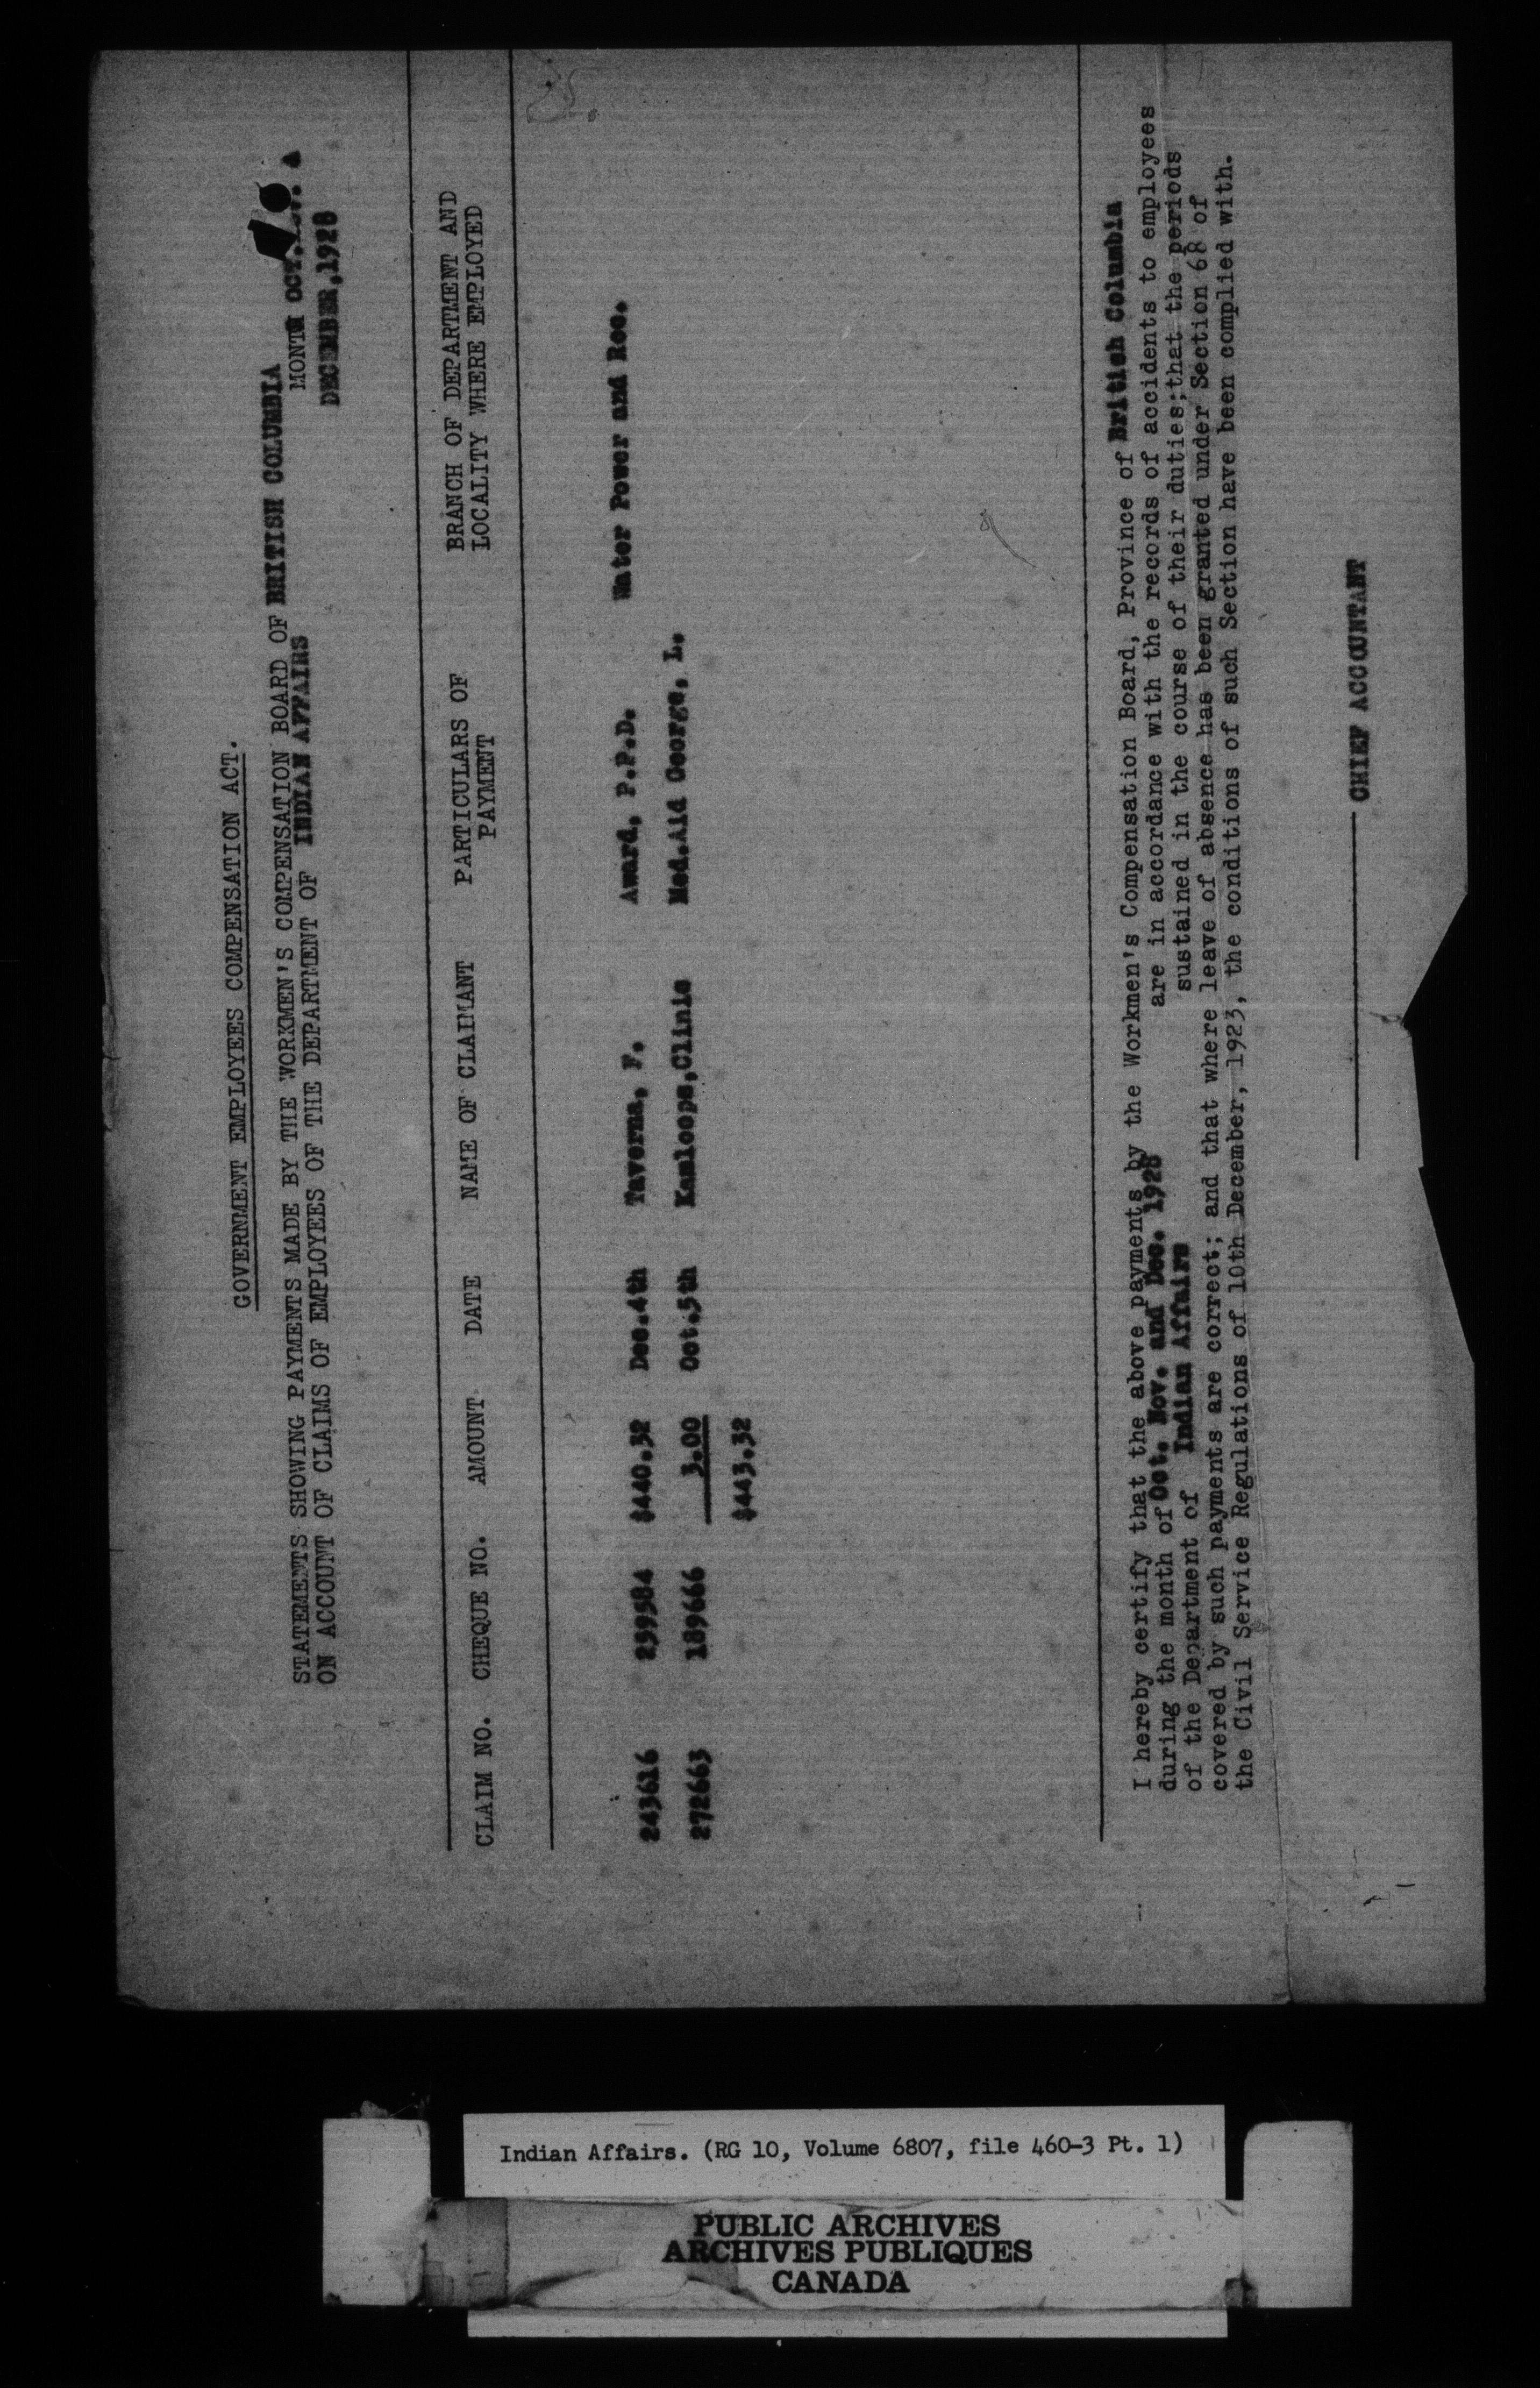 GOVERNMENT EMPLOYEES COMPENSATION ACT.
STATEMENTS SHOWING PAYMENTS MADE BY THE WORKMEN'S COMPENSATION BOARD OF BRITISH COLUMBIA
ON ACCOUNT OF CLAIMS OF EMPLOYEES OF THE DEPARTMENT OF INDIAN AFFAIRS MONTH OCT.
DECEMBER,1928
CLAIM NO. CHEQUE NO. AMOUNT DATE NAME OF CLAIMANT PARTICULARS OF PAYMENT BRANCH OF DEPARTMENT AND LOCALITY WHERE EMPLOYED
25.
243616 259584 $440.32 Dec.4th Taverna, F. Award, P.P.D. Water Power and Rec.
272663 189666 3.00 Oct.5th Kamloops,Clinic Med.Aid George, L.
$443.32
I hereby certify that the above payments by the Workmen's Compensation Board, Province of British Columbia
during the month of Oct. Nov. and Dec. 1928 are in accordance with the records of accidents to employees
of the Department of Indian Affairs sustained in the course of their duties;that the periods
covered by such payments are correct; and that where leave of absence has been granted under Section 68 of
the Civil Service Regulations of 10th December, 1923, the conditions of such Section have been complied with.
CHIEF ACCOUNTANT
Indian Affairs. (RG 10, Volume 6807, file 460-3 Pt. 1)
PUBLIC ARCHIVES
ARCHIVES PUBLIQUES
CANADA